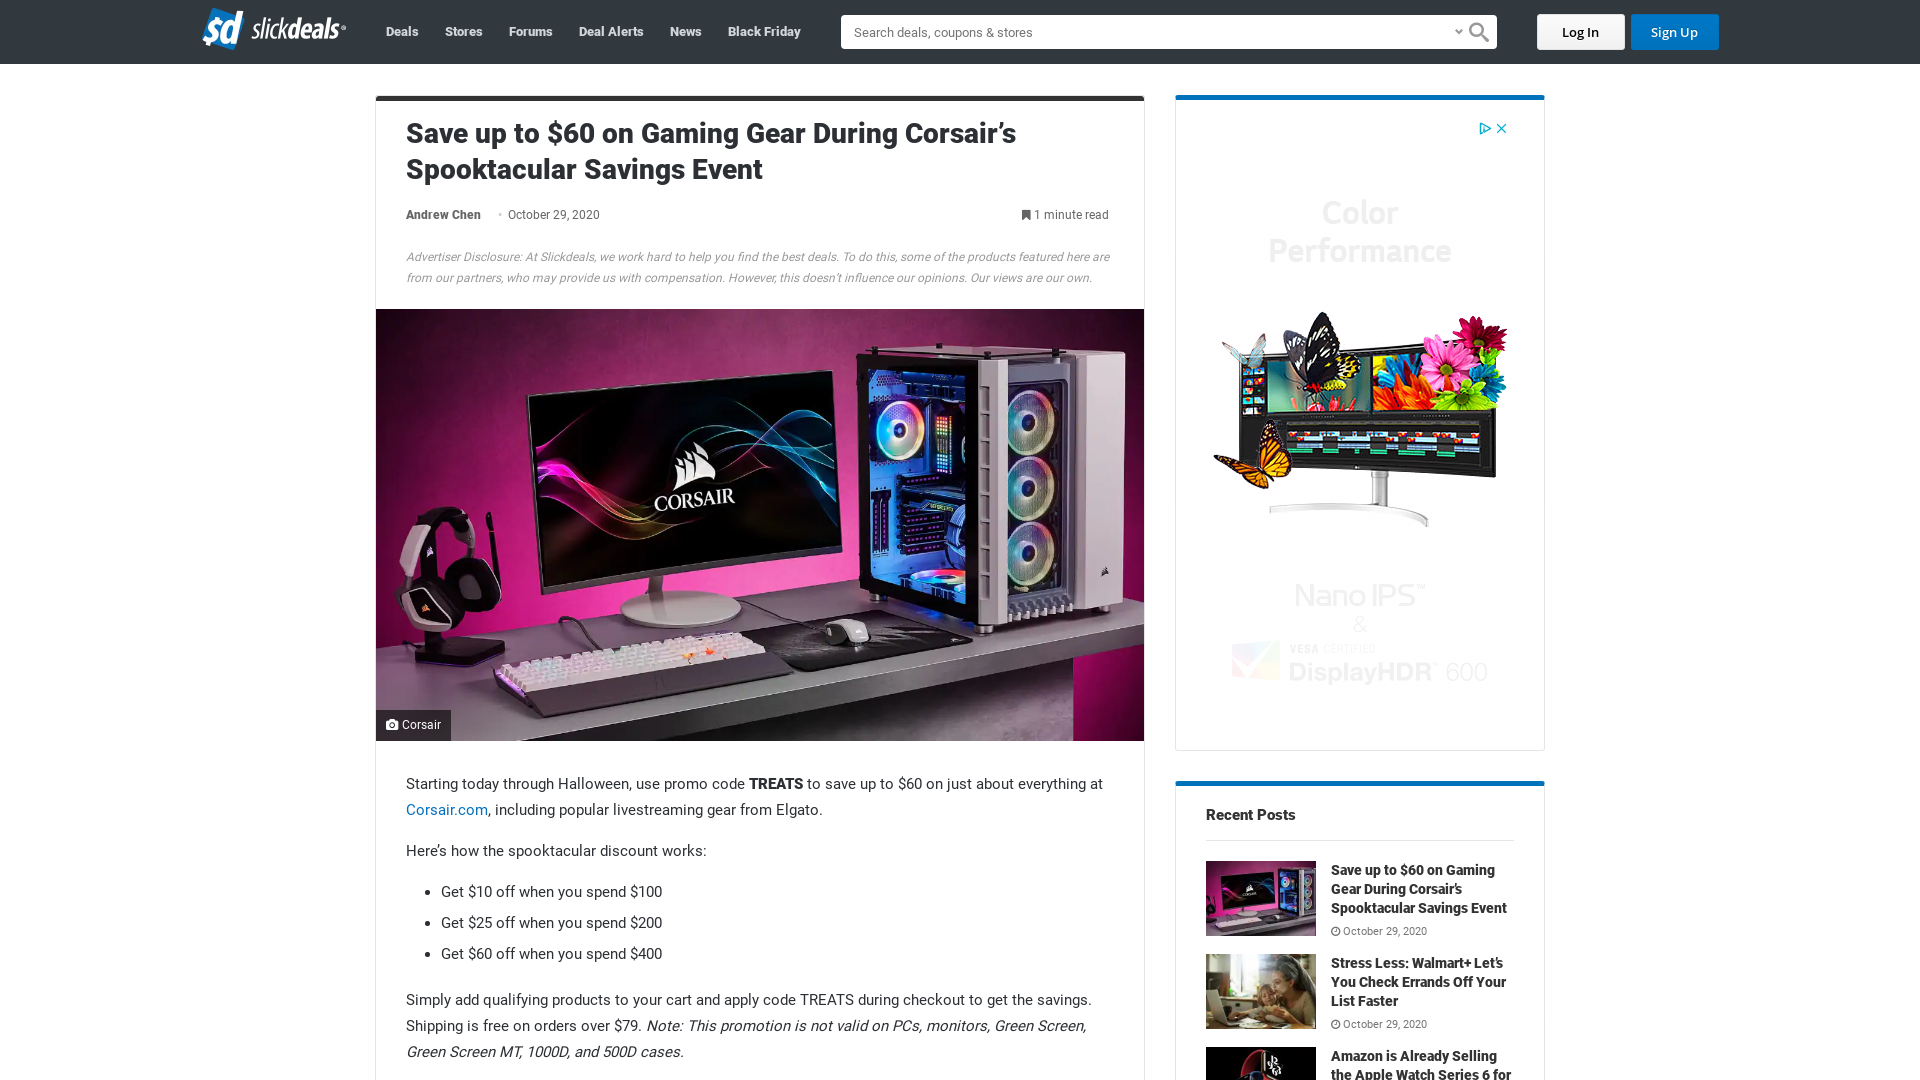 sd slickdeals
Deals
Stores
Forums
Deal Alerts
News
Black Friday
Search deals, coupons & stores
Log In
Sign Up
Save up to $60 on Gaming Gear During Corsair’s
Spooktacular Savings Event
Andrew Chen • October 29, 2020
1 minute read
Advertiser Disclosure: At Slickdeals, we work hard to help you find the best deals. To do this, some of the products featured here are
from our partners, who may provide us with compensation. However, this doesn’t influence our opinions. Our views are our own.
CORSAIR
Corsair
Starting today through Halloween, use promo code TREATS to save up to $60 on just about everything at
Corsair.com, including popular livestreaming gear from Elgato.
Here’s how the spooktacular discount works:
• Get $10 off when you spend $100
• Get $25 off when you spend $200
• Get $60 off when you spend $400
Simply add qualifying products to your cart and apply code TREATS during checkout to get the savings.
Shipping is free on orders over $79. Note: This promotion is not valid on PCs, monitors, Green Screen,
Green Screen MT, 1000D, and 500D cases.
Color
Performance
Nano IPS™
&
VESA CERTIFIED
DisplayHDR™ 600
Recent Posts
Save up to $60 on Gaming
Gear During Corsair’s
Spooktacular Savings Event
October 29, 2020
Stress Less: Walmart+ Let’s
You Check Errands Off Your
List Faster
October 29, 2020
Amazon is Already Selling
the Apple Watch Series 6 for